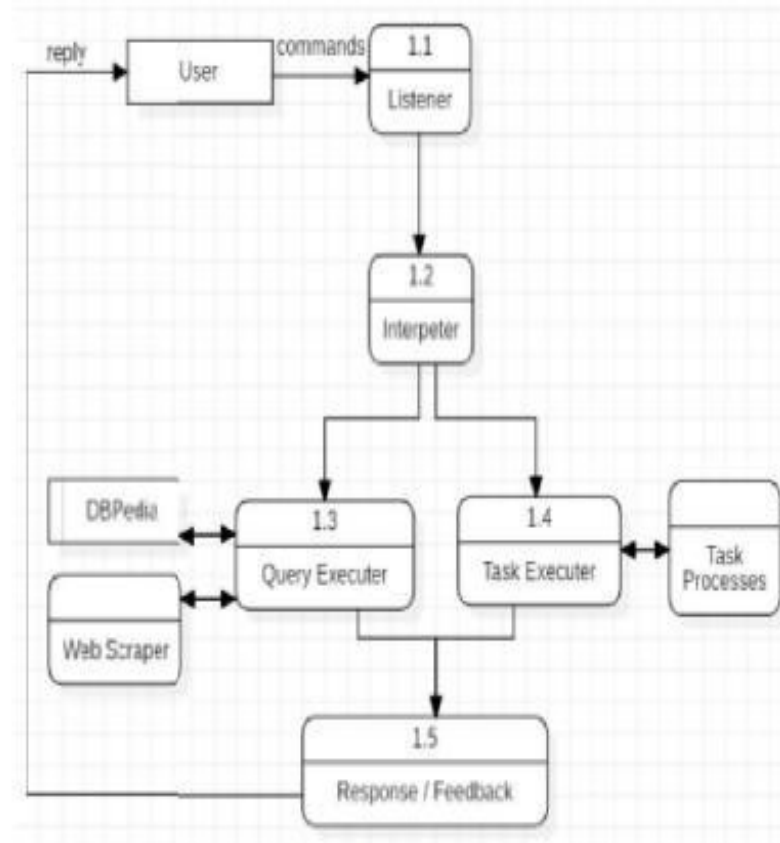 reply
commands
User
1.1
Listener
1.2
Interpeter
DBPedia
1.3
Query Executer
1.4
Task Executer
Task
Processes
Web Scraper
1.5
Response / Feedback